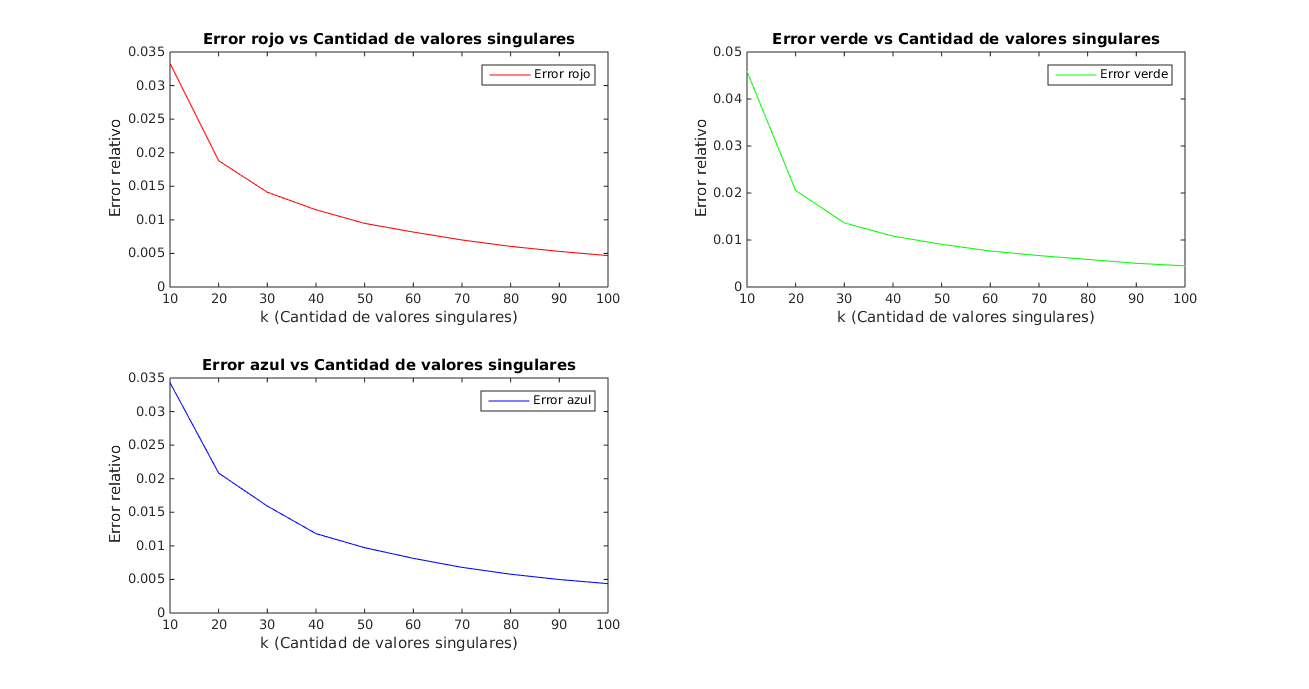 Error rojo vs Cantidad de valores singulares
0.035
0.03
0.025
0.02
0.015
0.01
0.005
0
Error relativo
Error rojo
10 20 30 40 50 60 70 80 90 100
k (Cantidad de valores singulares)
Error verde vs Cantidad de valores singulares
0.05
0.04
0.03
0.02
0.01
0
Error relativo
Error verde
10 20 30 40 50 60 70 80 90 100
k (Cantidad de valores singulares)
Error azul vs Cantidad de valores singulares
0.035
0.03
0.025
0.02
0.015
0.01
0.005
0
Error relativo
Error azul
10 20 30 40 50 60 70 80 90 100
k (Cantidad de valores singulares)